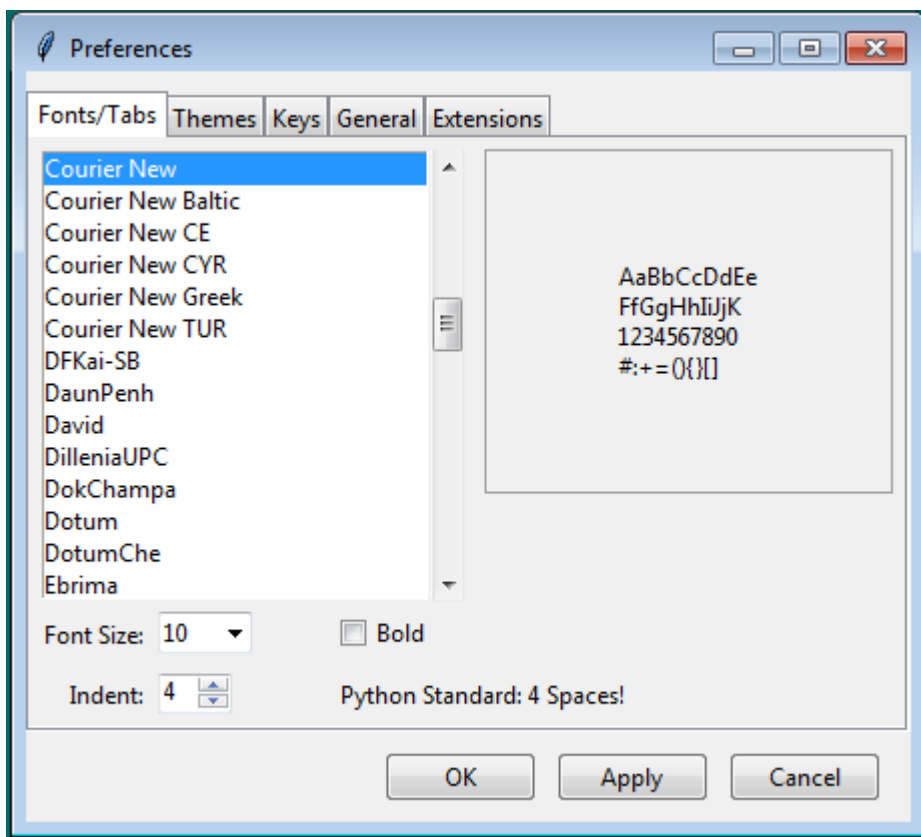 Preferences
Fonts/Tabs Themes Keys General Extensions
Courier New
Courier New Baltic
Courier New CE
Courier New CYR
Courier New Greek
Courier New TUR
DFKai-SB
DaunPenh
David
DilleniaUPC
DokChampa
Dotum
DotumChe
Ebrima
AaBbCcDdEe
FfGgHhIiJjK
1234567890
#:+=(){}[]
Font Size: 10 Bold
Indent: 4 Python Standard: 4 Spaces!
OK Apply Cancel